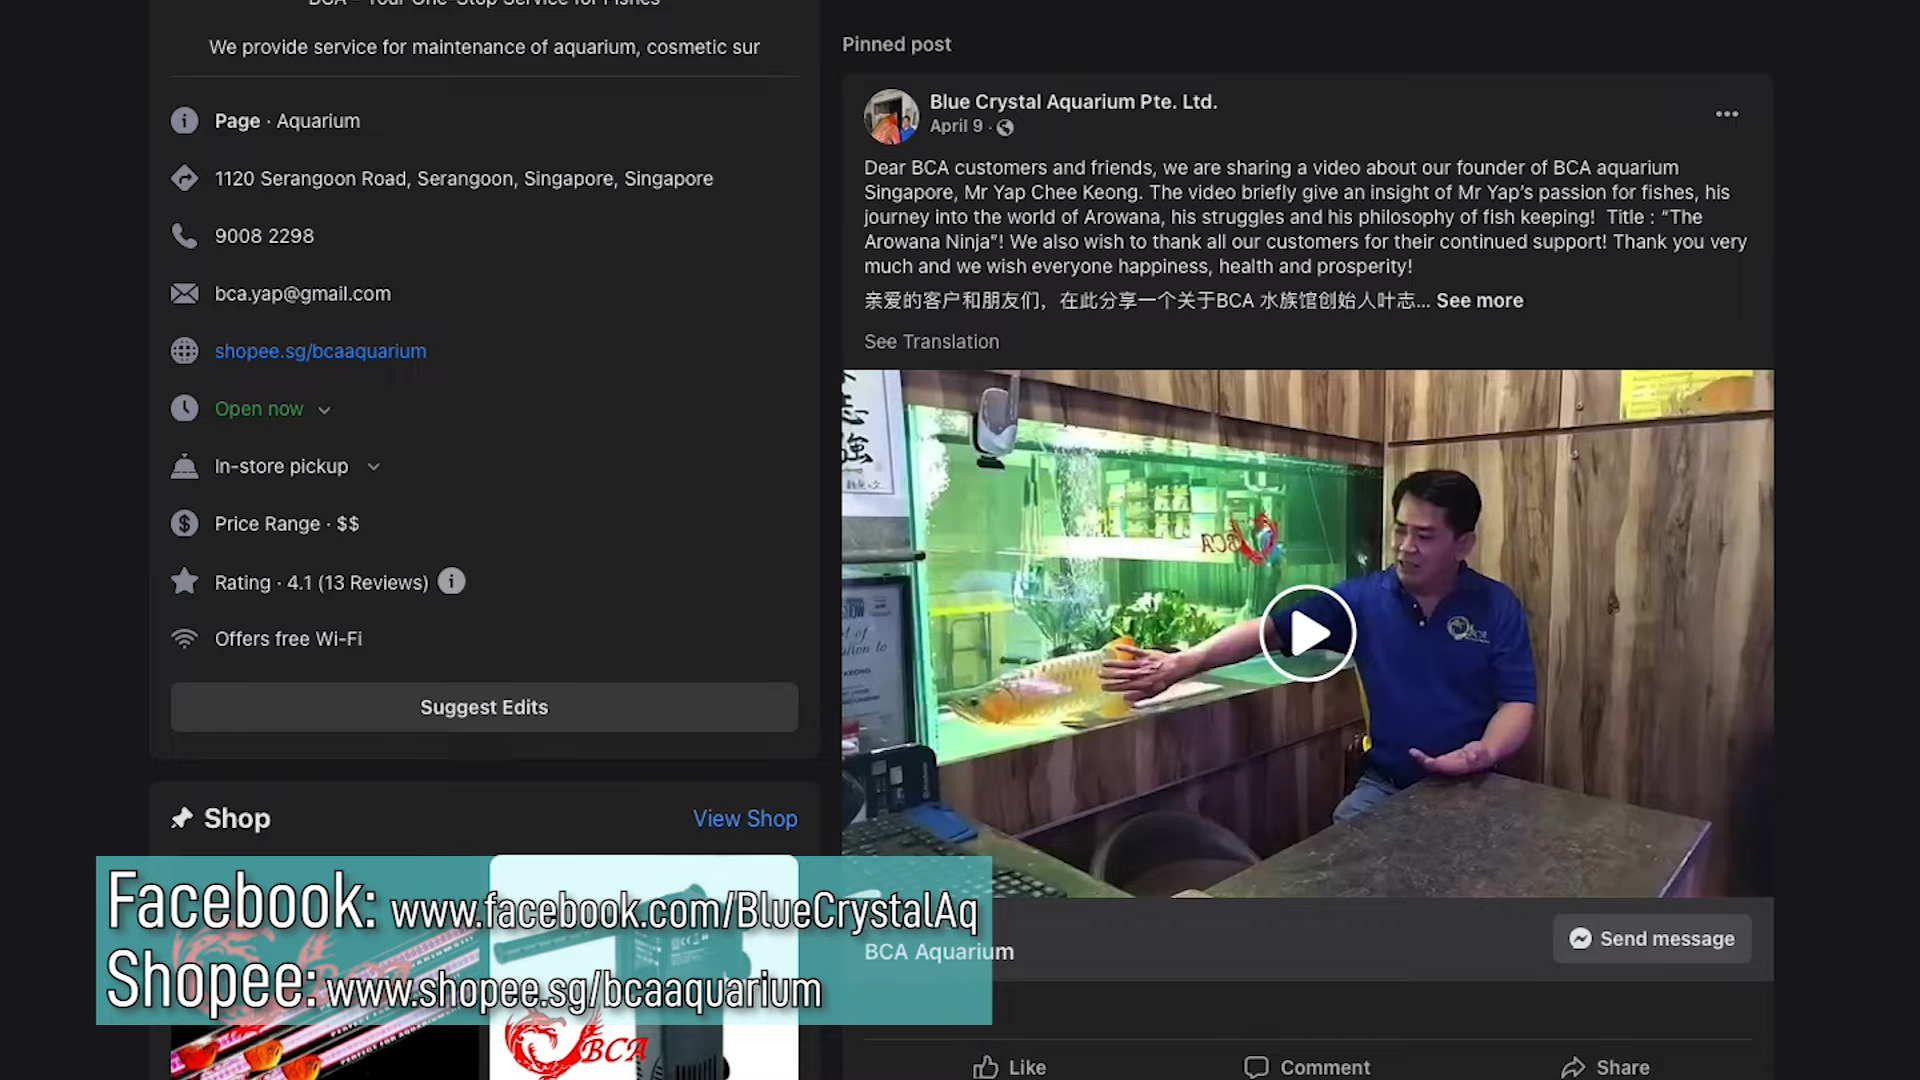 BCA - Your One-Stop Service for Fishes
We provide service for maintenance of aquarium, cosmetic sur
Page · Aquarium
1120 Serangoon Road, Serangoon, Singapore, Singapore
9008 2298
bca.yap@gmail.com
shopee.sg/bcaaquarium
Open now
In-store pickup
Price Range · $$
Rating · 4.1 (13 Reviews)
Offers free Wi-Fi
Suggest Edits
Shop
View Shop
Pinned post
Blue Crystal Aquarium Pte. Ltd.
April 9 ·
Dear BCA customers and friends, we are sharing a video about our founder of BCA aquarium
Singapore, Mr Yap Chee Keong. The video briefly give an insight of Mr Yap's passion for fishes, his
journey into the world of Arowana, his struggles and his philosophy of fish keeping! Title : “The
Arowana Ninja”! We also wish to thank all our customers for their continued support! Thank you very
much and we wish everyone happiness, health and prosperity!
亲爱的客户和朋友们，在此分享一个关于BCA 水族馆创始人叶志... See more
See Translation
強
BCA
BCA
BCA Aquarium
Send message
Like
Comment
Share
Facebook: www.facebook.com/BlueCrystalAq
Shopee: www.shopee.sg/bcaaquarium
BCA